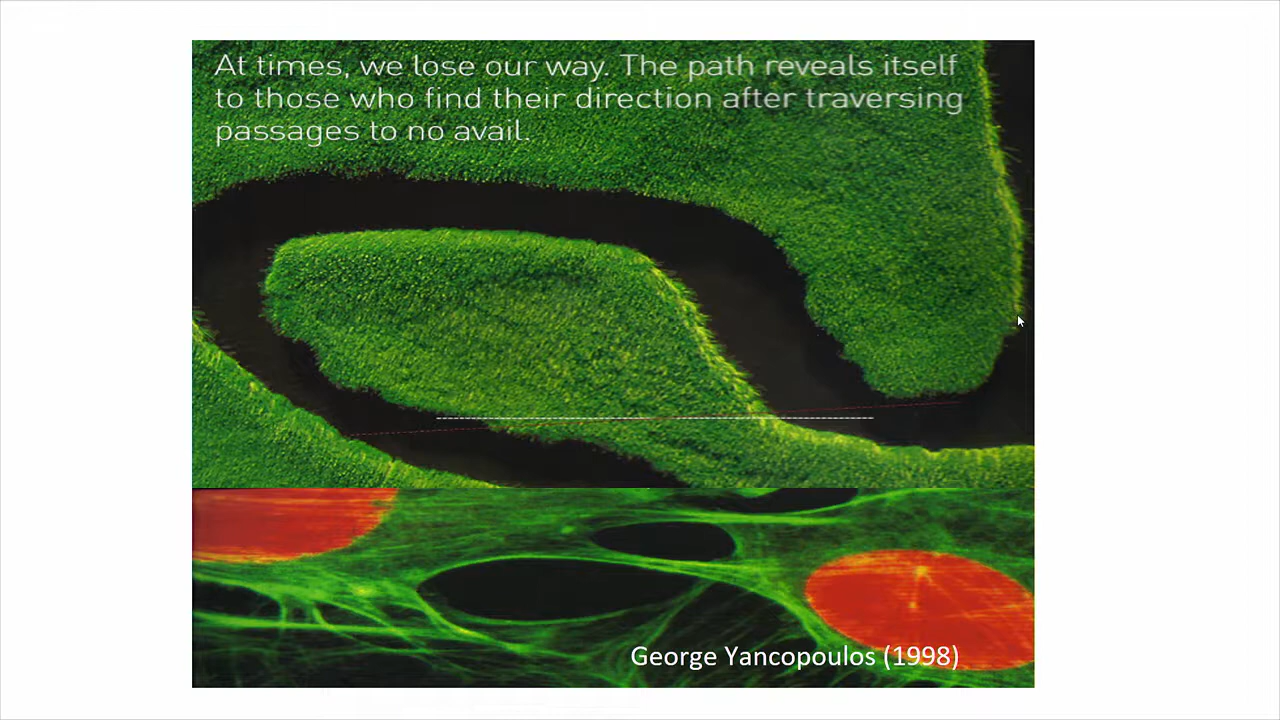 At times, we lose our way. The path reveals itself
to those who find their direction after traversing
passages to no avail.
George Yancopoulos (1998)